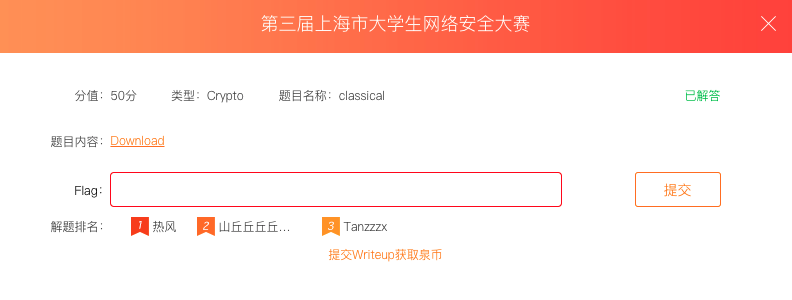 第三届上海市大学生网络安全大赛
分值：50分 类型：Crypto 题目名称：classical 已解答
题目内容：Download
Flag： 提交
解题排名： 1 热风 2 山丘丘丘丘... 3 Tanzzzx
提交Writeup获取泉币